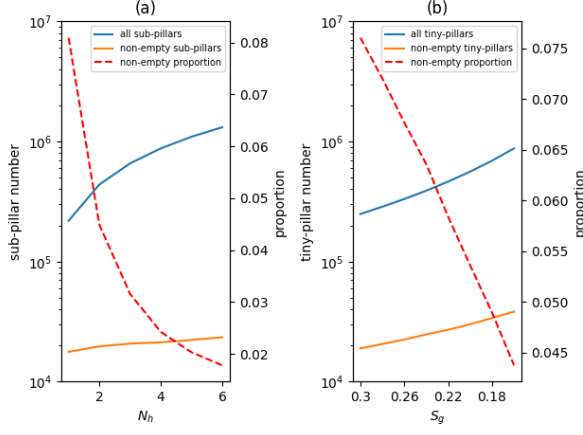 (a)
10^7
10^6
10^5
10^4
sub-pillar number
all sub-pillars
non-empty sub-pillars
non-empty proportion
0.08
0.07
0.06
0.05
0.04
0.03
0.02
proportion
2 4 6
N_h
(b)
10^7
10^6
10^5
10^4
tiny-pillar number
all tiny-pillars
non-empty tiny-pillars
non-empty proportion
0.075
0.070
0.065
0.060
0.055
0.050
0.045
proportion
0.3 0.26 0.22 0.18
S_g